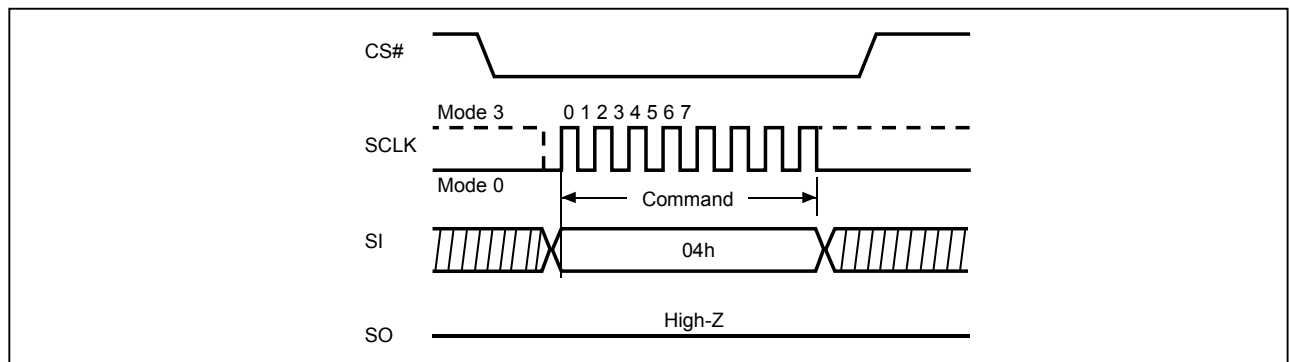 CS#
Mode 3
0 1 2 3 4 5 6 7
SCLK
Mode 0
Command
SI
04h
High-Z
SO